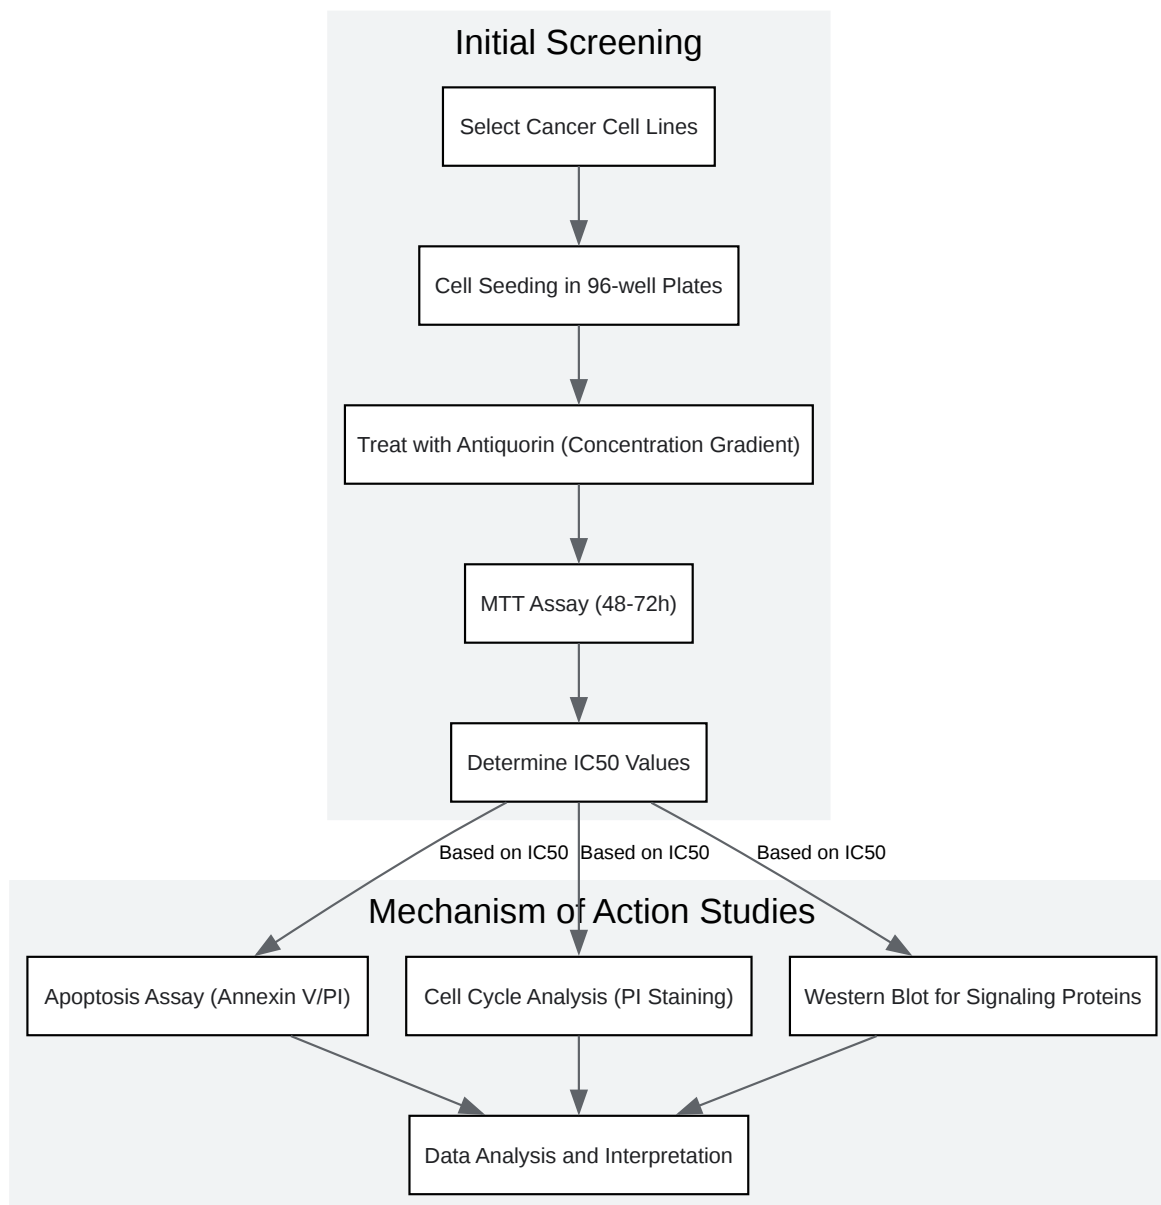 Initial Screening
Select Cancer Cell Lines
Cell Seeding in 96-well Plates
Treat with Antiquorin (Concentration Gradient)
MTT Assay (48-72h)
Determine IC50 Values
Based on IC50
Based on IC50
Based on IC50
Mechanism of Action Studies
Apoptosis Assay (Annexin V/PI)
Cell Cycle Analysis (PI Staining)
Western Blot for Signaling Proteins
Data Analysis and Interpretation